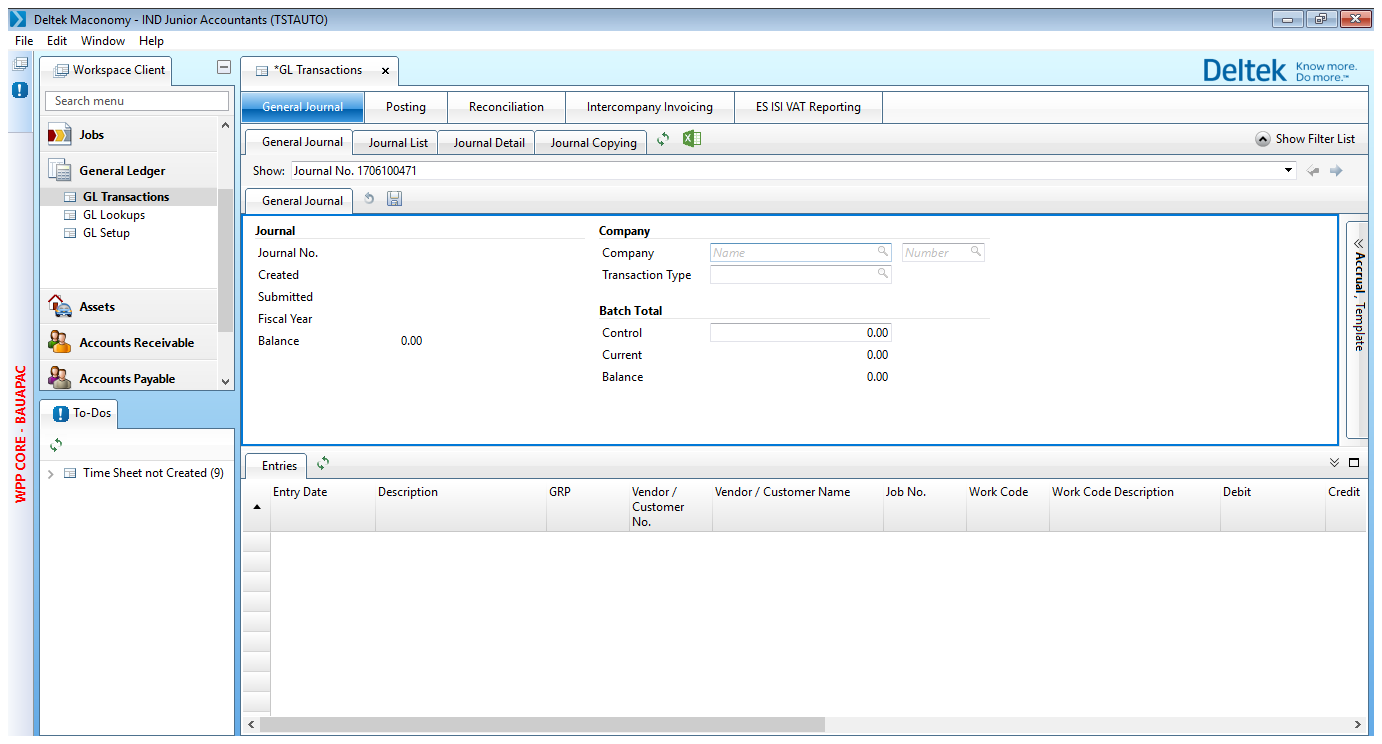 Deltek Maconomy - IND Junior Accountants (TSTAUTO)
File Edit Window Help
Workspace Client
Search menu
Jobs
General Ledger
GL Transactions
GL Lookups
GL Setup
Assets
Accounts Receivable
Accounts Payable
To-Dos
Time Sheet not Created (9)
WPP CORE - BAUAPAC
*GL Transactions
Deltek Know more. Do more.™
General Journal Posting Reconciliation Intercompany Invoicing ES ISI VAT Reporting
General Journal Journal List Journal Detail Journal Copying Show Filter List
Show: Journal No. 1706100471
General Journal
Journal
Journal No.
Created
Submitted
Fiscal Year
Balance 0.00
Company
Company Name Number
Transaction Type
Batch Total
Control 0.00
Current 0.00
Balance 0.00
Accrual , Template
Entries
Entry Date Description GRP Vendor / Customer No. Vendor / Customer Name Job No. Work Code Work Code Description Debit Credit